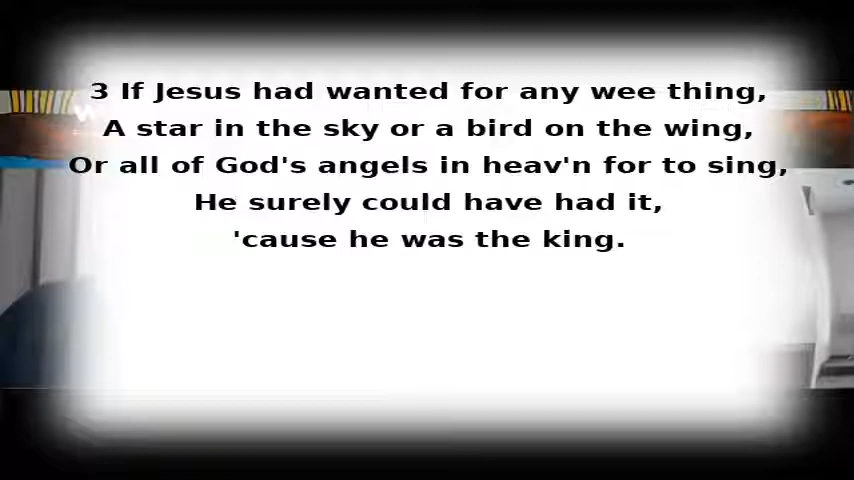 3 If Jesus had wanted for any wee thing,
A star in the sky or a bird on the wing,
Or all of God's angels in heav'n for to sing,
He surely could have had it,
'cause he was the king.